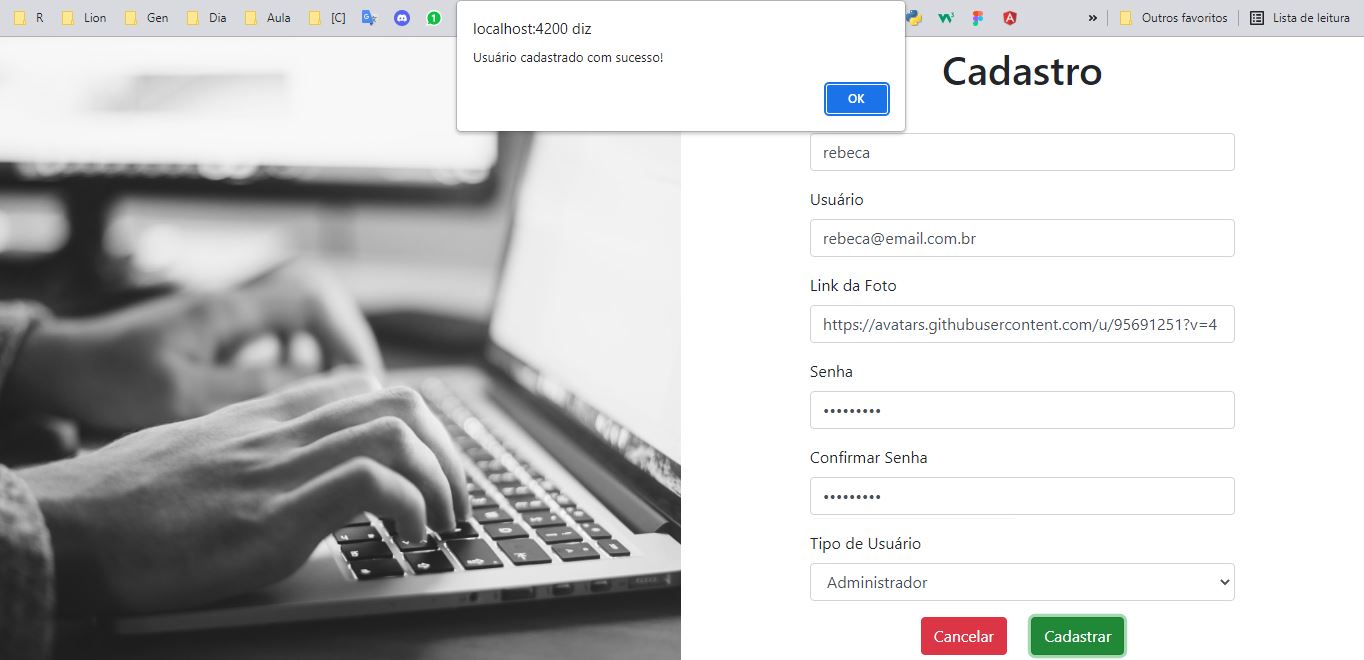 R Lion Gen Dia Aula [C] 1 » Outros favoritos Lista de leitura
localhost:4200 diz
Usuário cadastrado com sucesso!
OK
Cadastro
rebeca
Usuário
rebeca@email.com.br
Link da Foto
https://avatars.githubusercontent.com/u/95691251?v=4
Senha
•••••••••
Confirmar Senha
•••••••••
Tipo de Usuário
Administrador
Cancelar Cadastrar